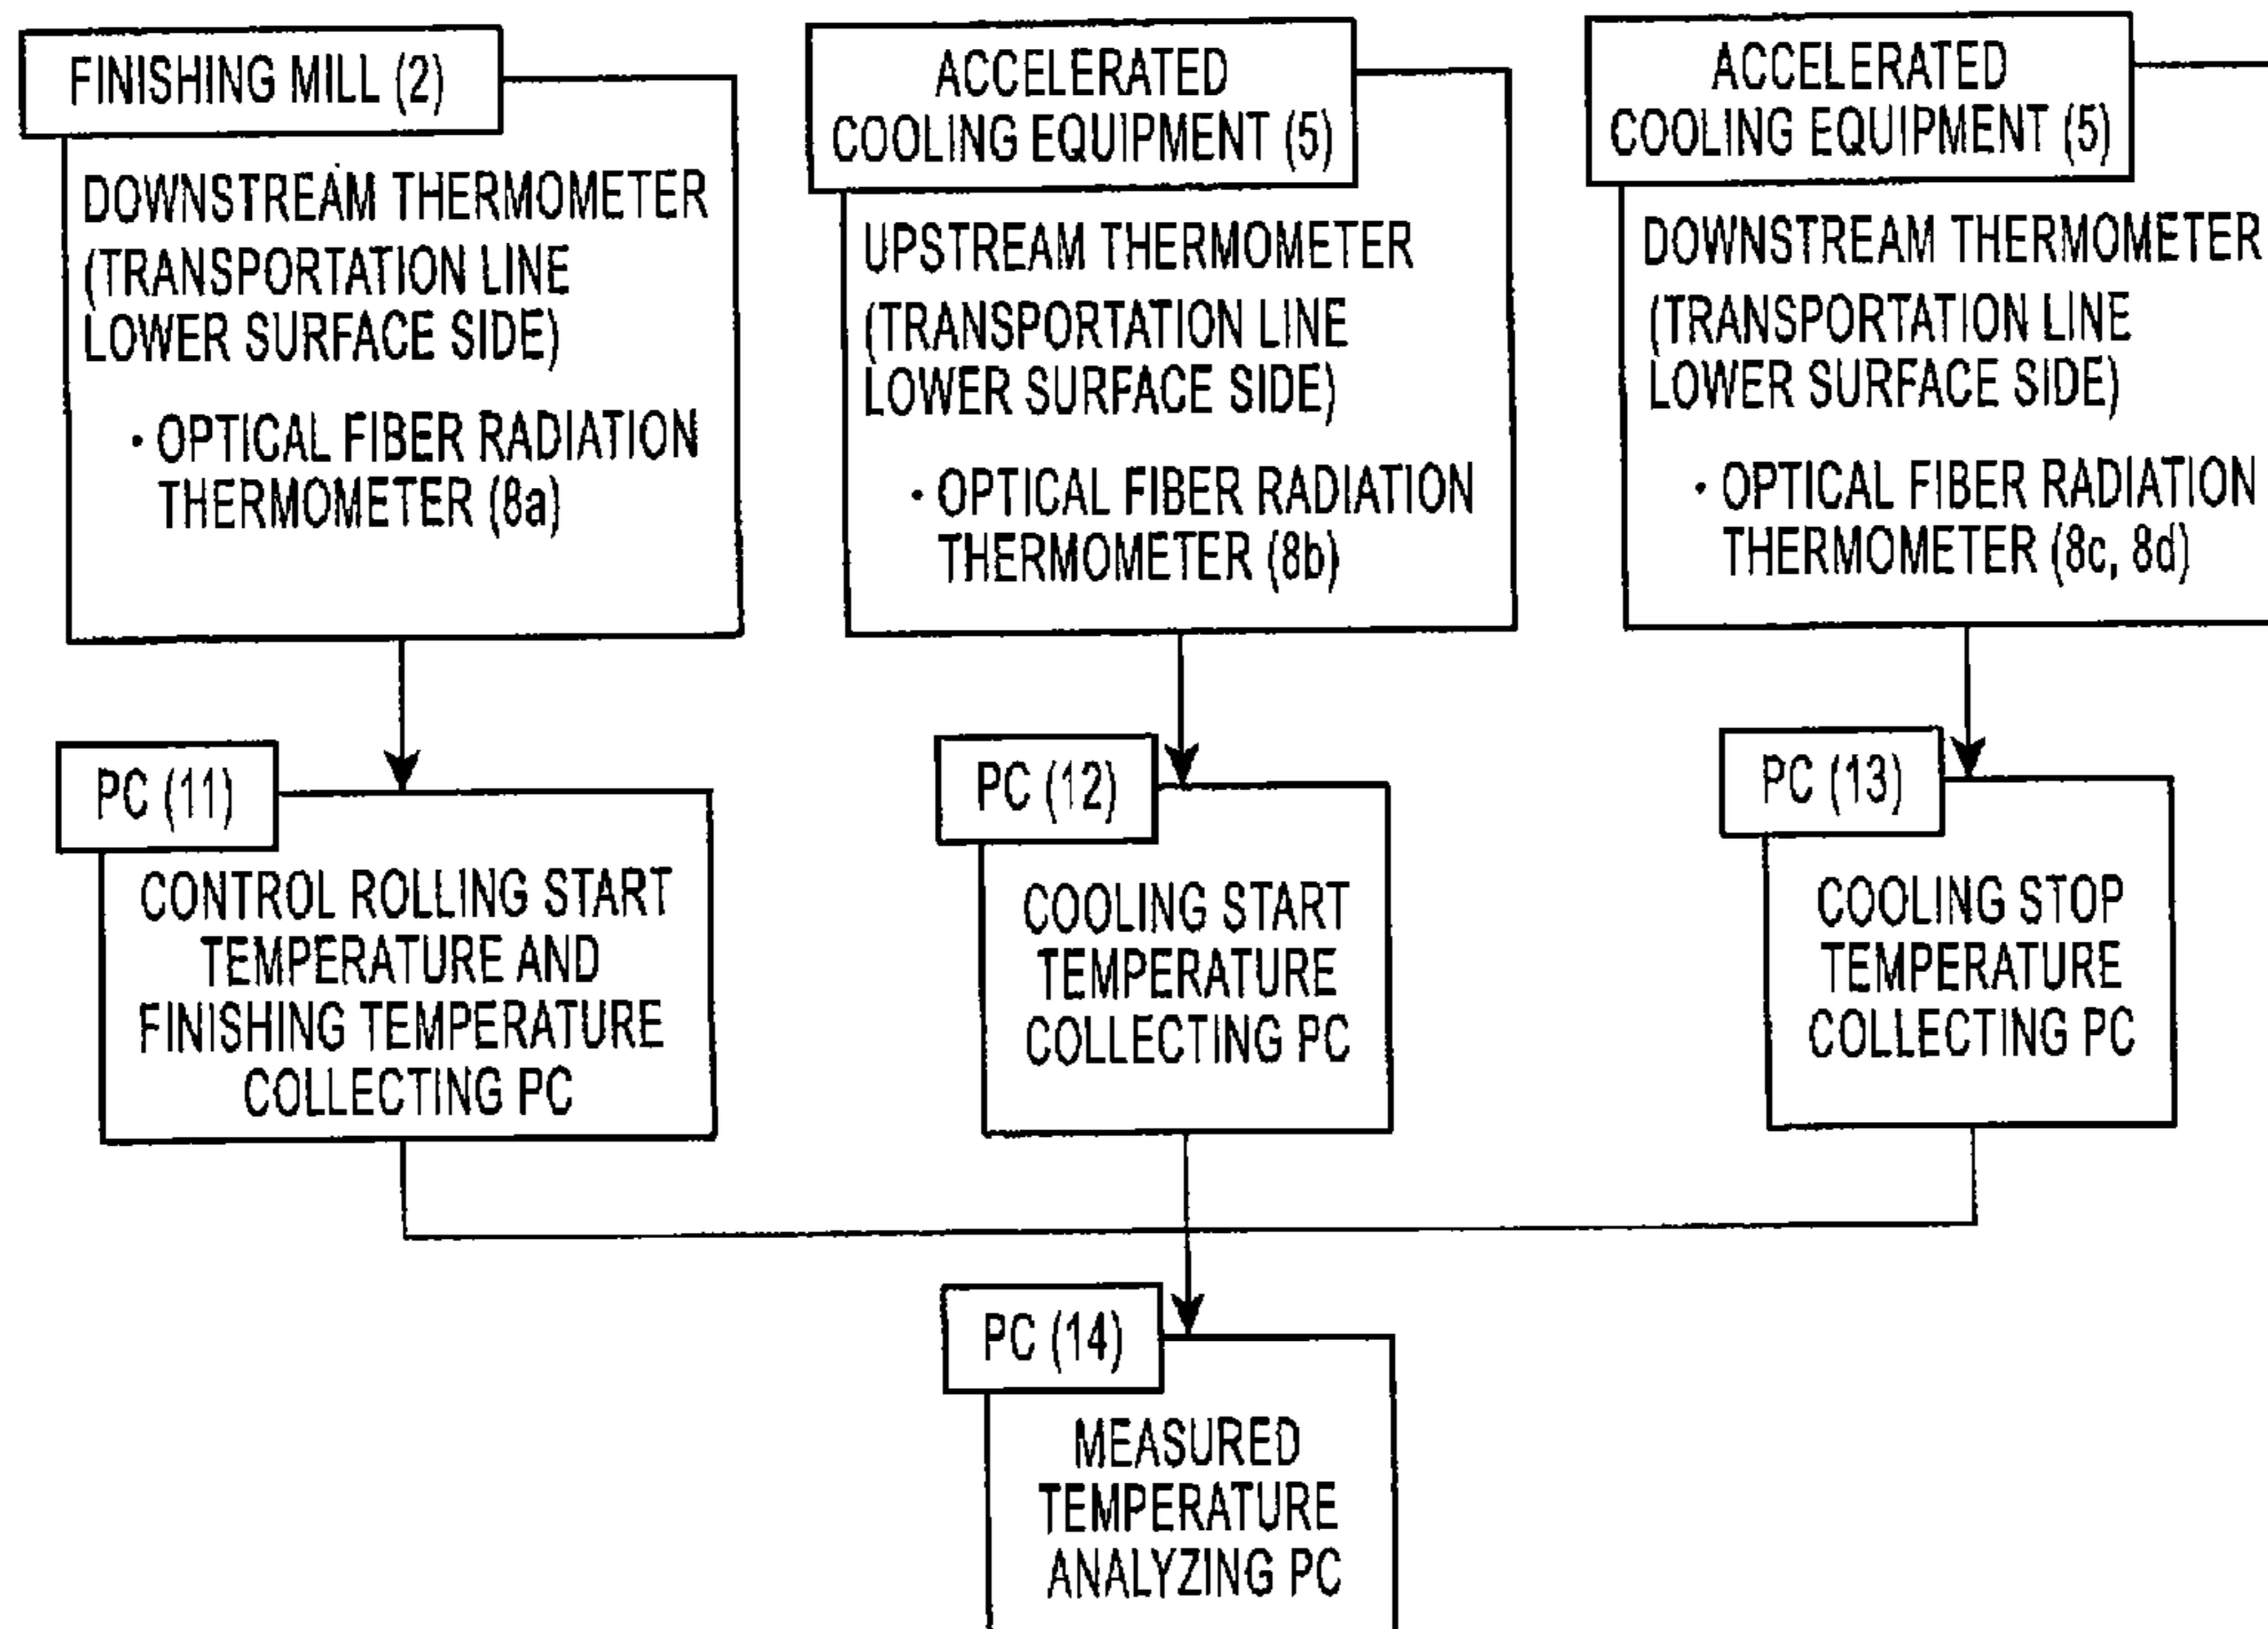 FINISHING MILL (2)
DOWNSTREAM THERMOMETER
(TRANSPORTATION LINE
LOWER SURFACE SIDE)
• OPTICAL FIBER RADIATION
THERMOMETER (8a)
ACCELERATED
COOLING EQUIPMENT (5)
UPSTREAM THERMOMETER
(TRANSPORTATION LINE
LOWER SURFACE SIDE)
• OPTICAL FIBER RADIATION
THERMOMETER (8b)
ACCELERATED
COOLING EQUIPMENT (5)
DOWNSTREAM THERMOMETER
(TRANSPORTATION LINE
LOWER SURFACE SIDE)
• OPTICAL FIBER RADIATION
THERMOMETER (8c, 8d)
PC (11)
CONTROL ROLLING START
TEMPERATURE AND
FINISHING TEMPERATURE
COLLECTING PC
PC (12)
COOLING START
TEMPERATURE
COLLECTING PC
PC (13)
COOLING STOP
TEMPERATURE
COLLECTING PC
PC (14)
MEASURED
TEMPERATURE
ANALYZING PC